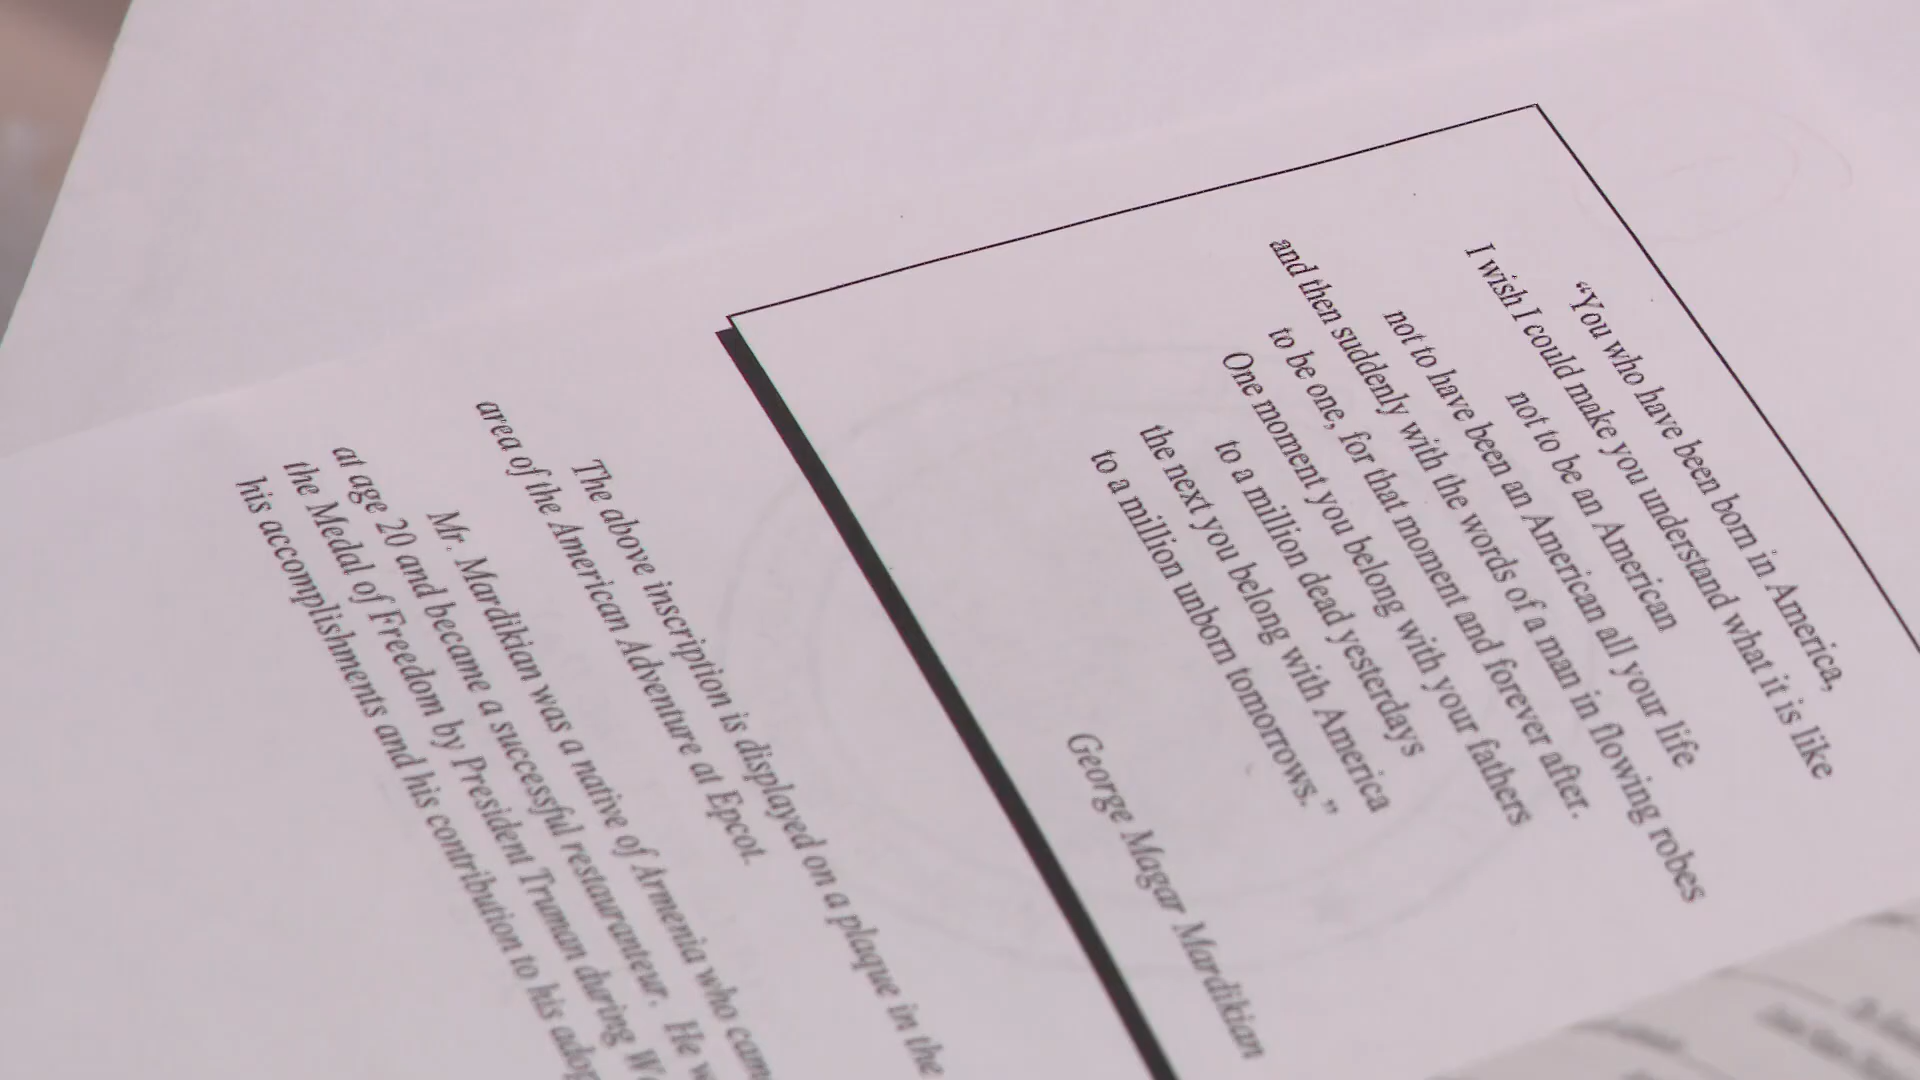 “You who have been born in America,
I wish I could make you understand what it is like
not to be an American
not to have been an American all your life
and then suddenly with the words of a man in flowing robes
to be one, for that moment and forever after.
One moment you belong with your fathers
to a million dead yesterdays
the next you belong with America
to a million unborn tomorrows.”
George Magar Mardikian
The above inscription is displayed on a plaque in the
area of the American Adventure at Epcot.
Mr. Mardikian was a native of Armenia who cam
at age 20 and became a successful restauranteur. He w
the Medal of Freedom by President Truman during W
his accomplishments and his contribution to his adop